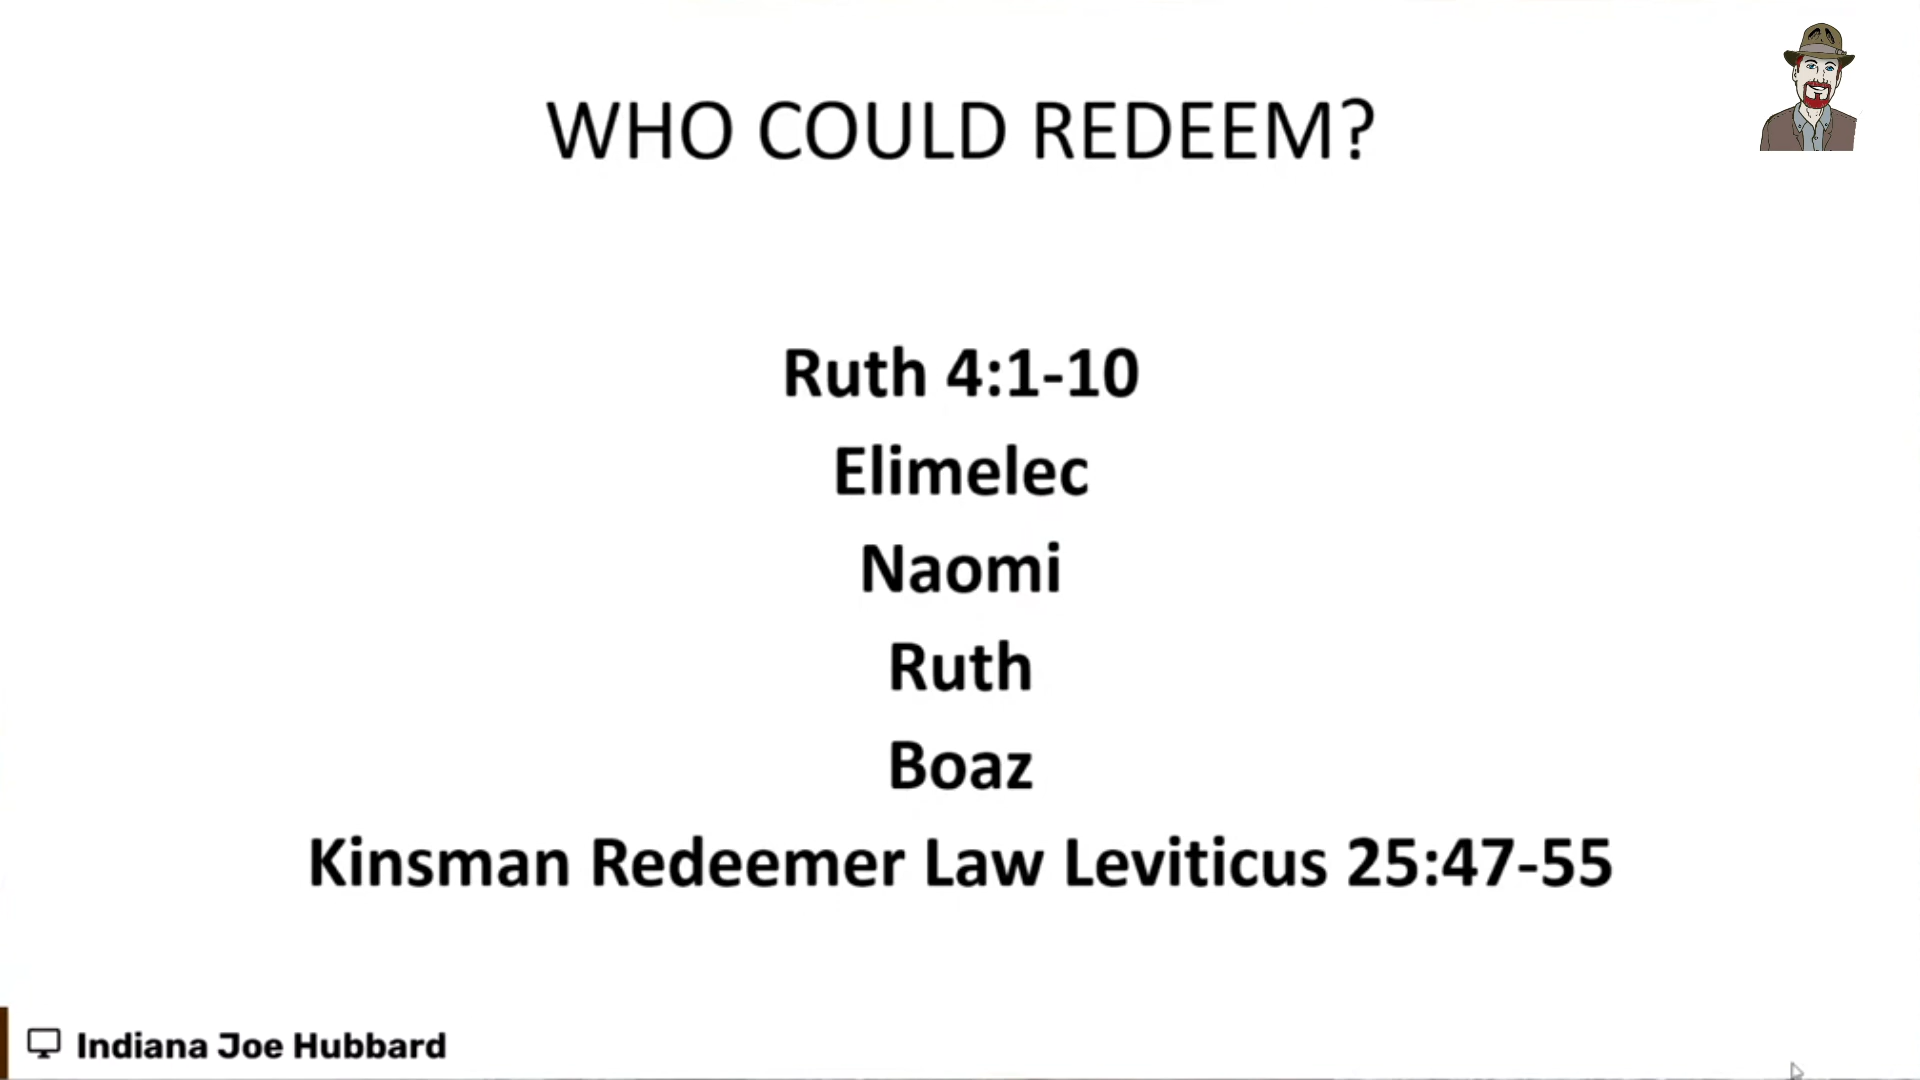 WHO COULD REDEEM?
Ruth 4:1-10
Elimelec
Naomi
Ruth
Boaz
Kinsman Redeemer Law Leviticus 25:47-55
Indiana Joe Hubbard